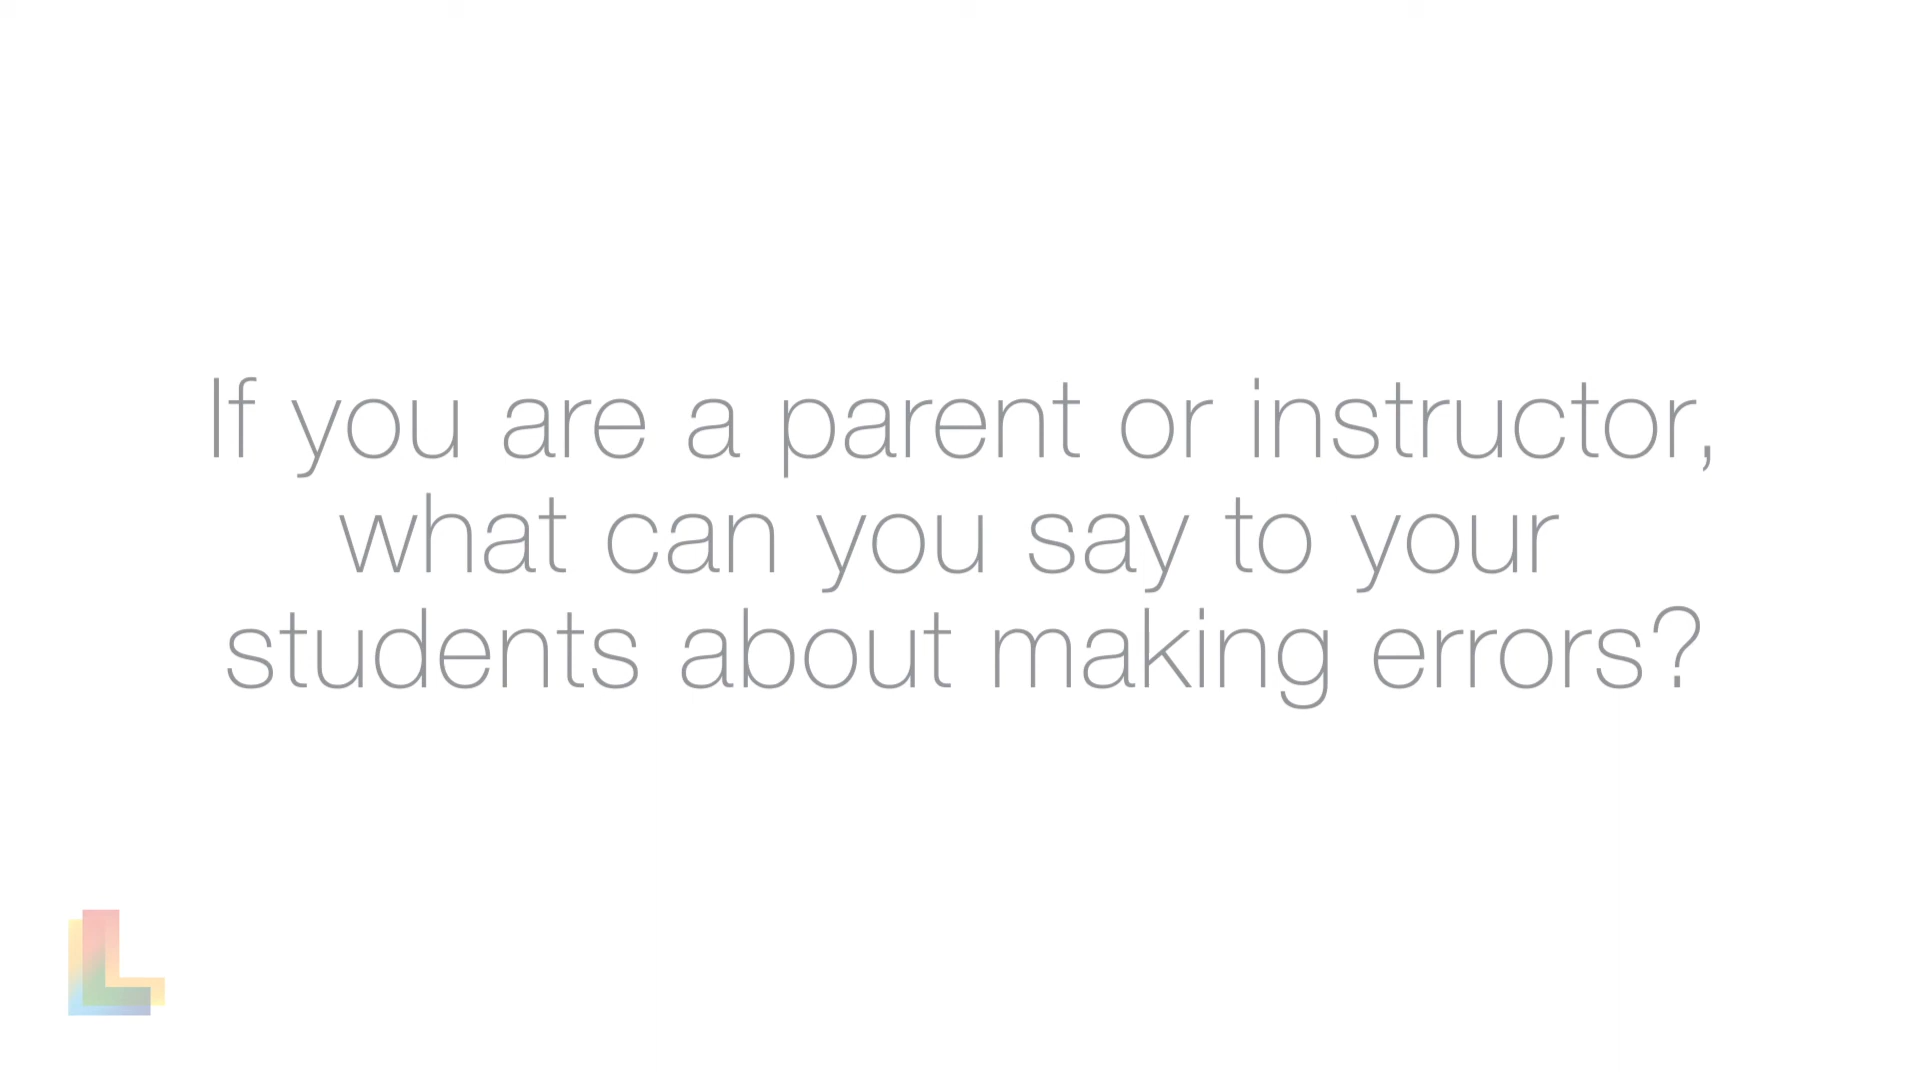 If you are a parent or instructor,
what can you say to your
students about making errors?
L